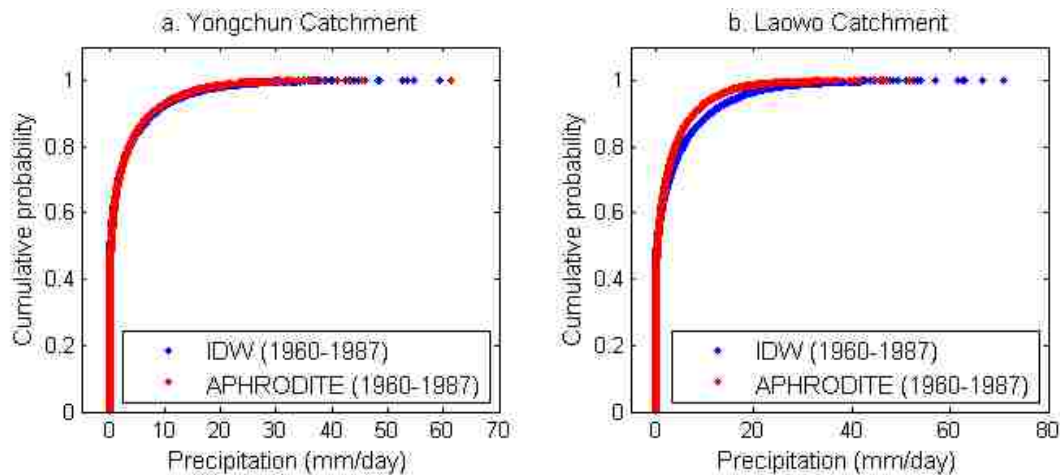 a. Yongchun Catchment
1
0.8
0.6
0.4
0.2
0
Cumulative probability
IDW (1960-1987)
APHRODITE (1960-1987)
0 10 20 30 40 50 60 70
Precipitation (mm/day)
b. Laowo Catchment
1
0.8
0.6
0.4
0.2
0
Cumulative probability
IDW (1960-1987)
APHRODITE (1960-1987)
0 20 40 60 80
Precipitation (mm/day)